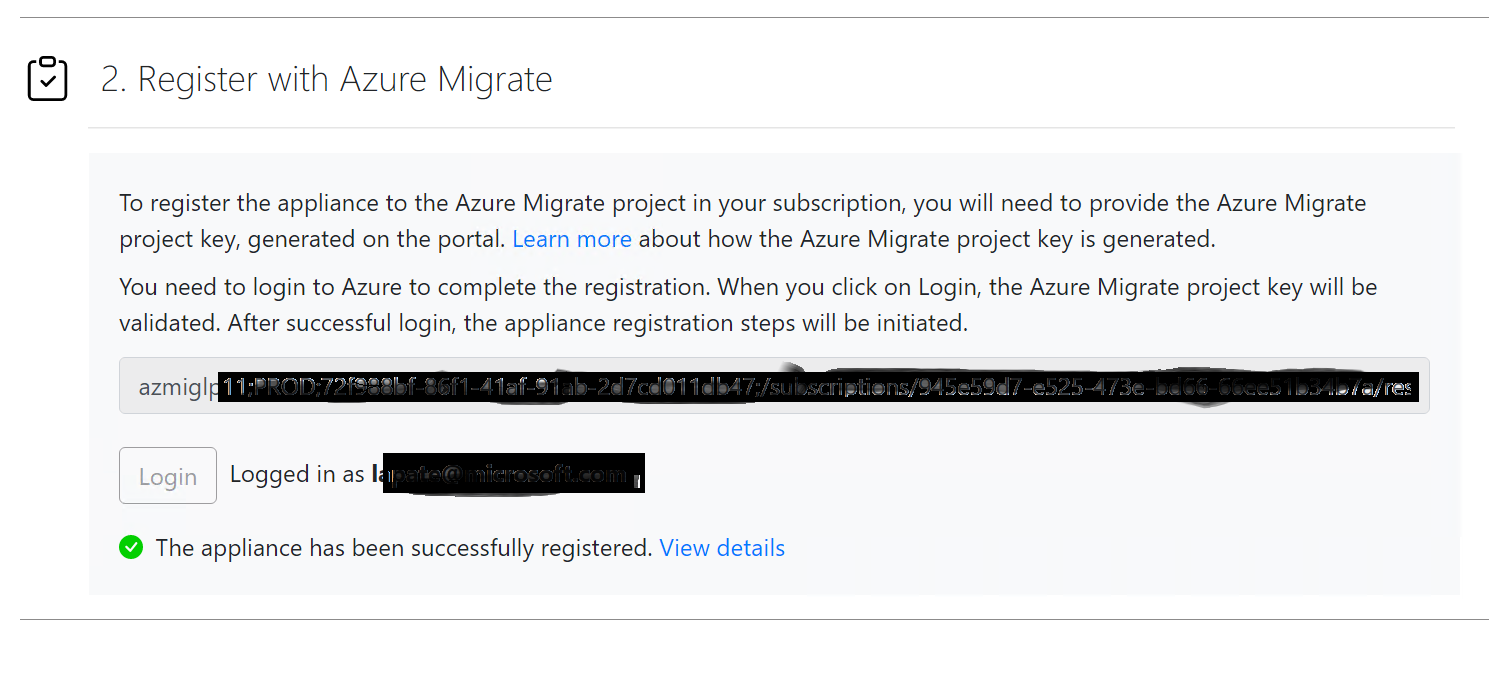 2. Register with Azure Migrate
To register the appliance to the Azure Migrate project in your subscription, you will need to provide the Azure Migrate
project key, generated on the portal. Learn more about how the Azure Migrate project key is generated.
You need to login to Azure to complete the registration. When you click on Login, the Azure Migrate project key will be
validated. After successful login, the appliance registration steps will be initiated.
azmiglp
Login Logged in as
The appliance has been successfully registered. View details